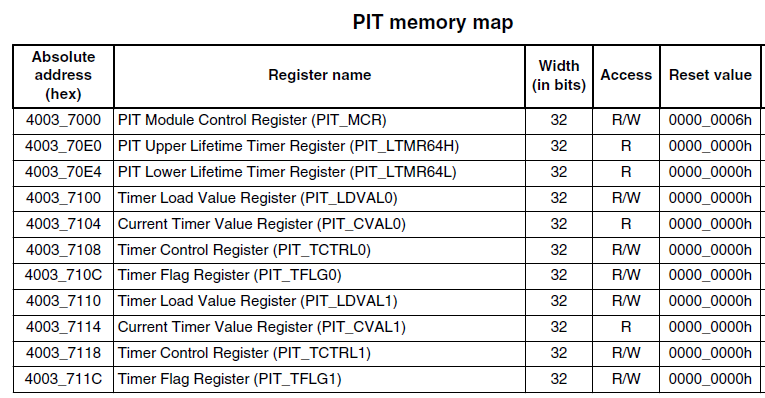 PIT memory map
Absolute address (hex) Register name Width (in bits) Access Reset value
4003_7000 PIT Module Control Register (PIT_MCR) 32 R/W 0000_0006h
4003_70E0 PIT Upper Lifetime Timer Register (PIT_LTMR64H) 32 R 0000_0000h
4003_70E4 PIT Lower Lifetime Timer Register (PIT_LTMR64L) 32 R 0000_0000h
4003_7100 Timer Load Value Register (PIT_LDVAL0) 32 R/W 0000_0000h
4003_7104 Current Timer Value Register (PIT_CVAL0) 32 R 0000_0000h
4003_7108 Timer Control Register (PIT_TCTRL0) 32 R/W 0000_0000h
4003_710C Timer Flag Register (PIT_TFLG0) 32 R/W 0000_0000h
4003_7110 Timer Load Value Register (PIT_LDVAL1) 32 R/W 0000_0000h
4003_7114 Current Timer Value Register (PIT_CVAL1) 32 R 0000_0000h
4003_7118 Timer Control Register (PIT_TCTRL1) 32 R/W 0000_0000h
4003_711C Timer Flag Register (PIT_TFLG1) 32 R/W 0000_0000h